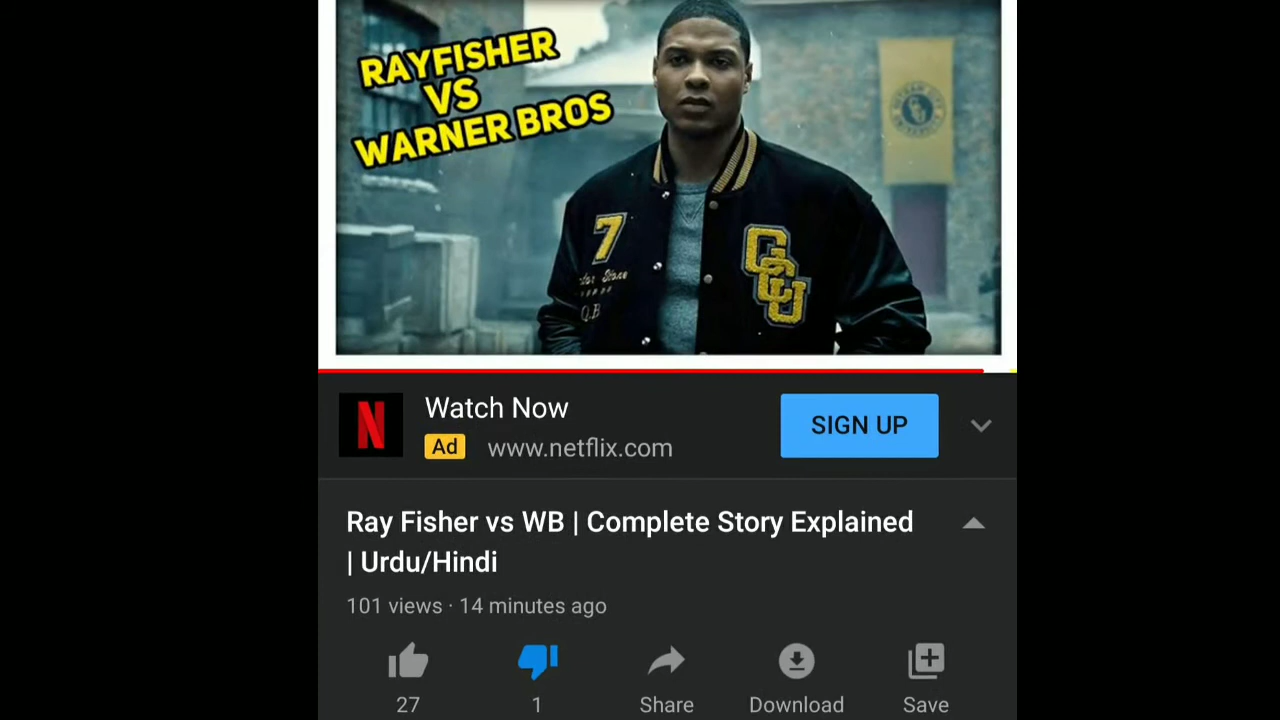 RAYFISHER
VS
WARNER BROS
7
GCU
Q.B
N
Watch Now
SIGN UP
Ad
www.netflix.com
Ray Fisher vs WB | Complete Story Explained
| Urdu/Hindi
101 views · 14 minutes ago
27
1
Share
Download
Save